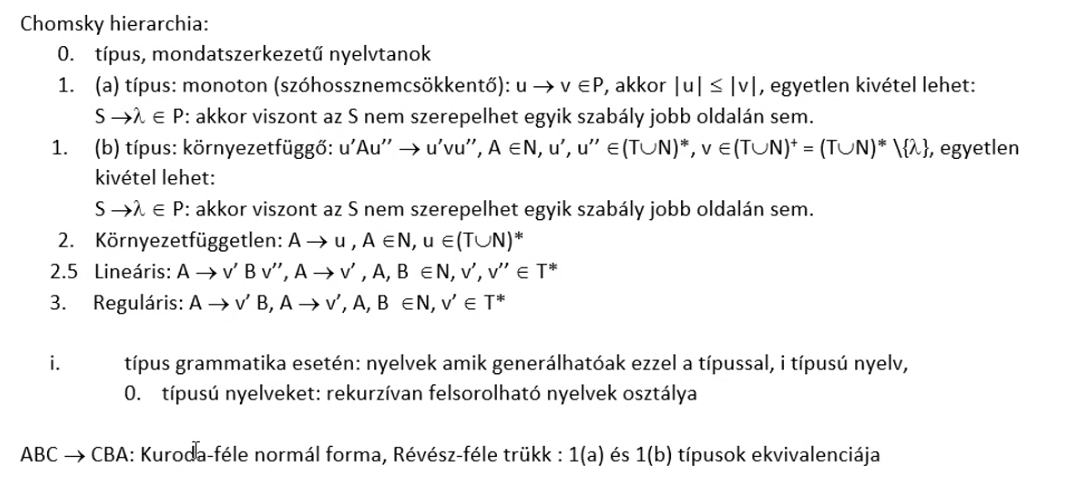 Chomsky hierarchia:
0. típus, mondatszerkezetű nyelvtanok
1. (a) típus: monoton (szóhossznemcsökkentő): u → v ∈P, akkor |u| ≤ |v|, egyetlen kivétel lehet:
S →λ ∈ P: akkor viszont az S nem szerepelhet egyik szabály jobb oldalán sem.
1. (b) típus: környezetfüggő: u’Au’’ → u’vu’’, A ∈N, u’, u’’ ∈(T∪N)*, v ∈(T∪N)⁺ = (T∪N)* \{λ}, egyetlen
kivétel lehet:
S →λ ∈ P: akkor viszont az S nem szerepelhet egyik szabály jobb oldalán sem.
2. Környezetfüggetlen: A → u , A ∈N, u ∈(T∪N)*
2.5 Lineáris: A → v’ B v’’, A → v’ , A, B ∈N, v’, v’’ ∈ T*
3. Reguláris: A → v’ B, A → v’, A, B ∈N, v’ ∈ T*
i. típus grammatika esetén: nyelvek amik generálhatóak ezzel a típussal, i típusú nyelv,
0. típusú nyelveket: rekurzívan felsorolható nyelvek osztálya
ABC → CBA: Kuroda-féle normál forma, Révész-féle trükk : 1(a) és 1(b) típusok ekvivalenciája